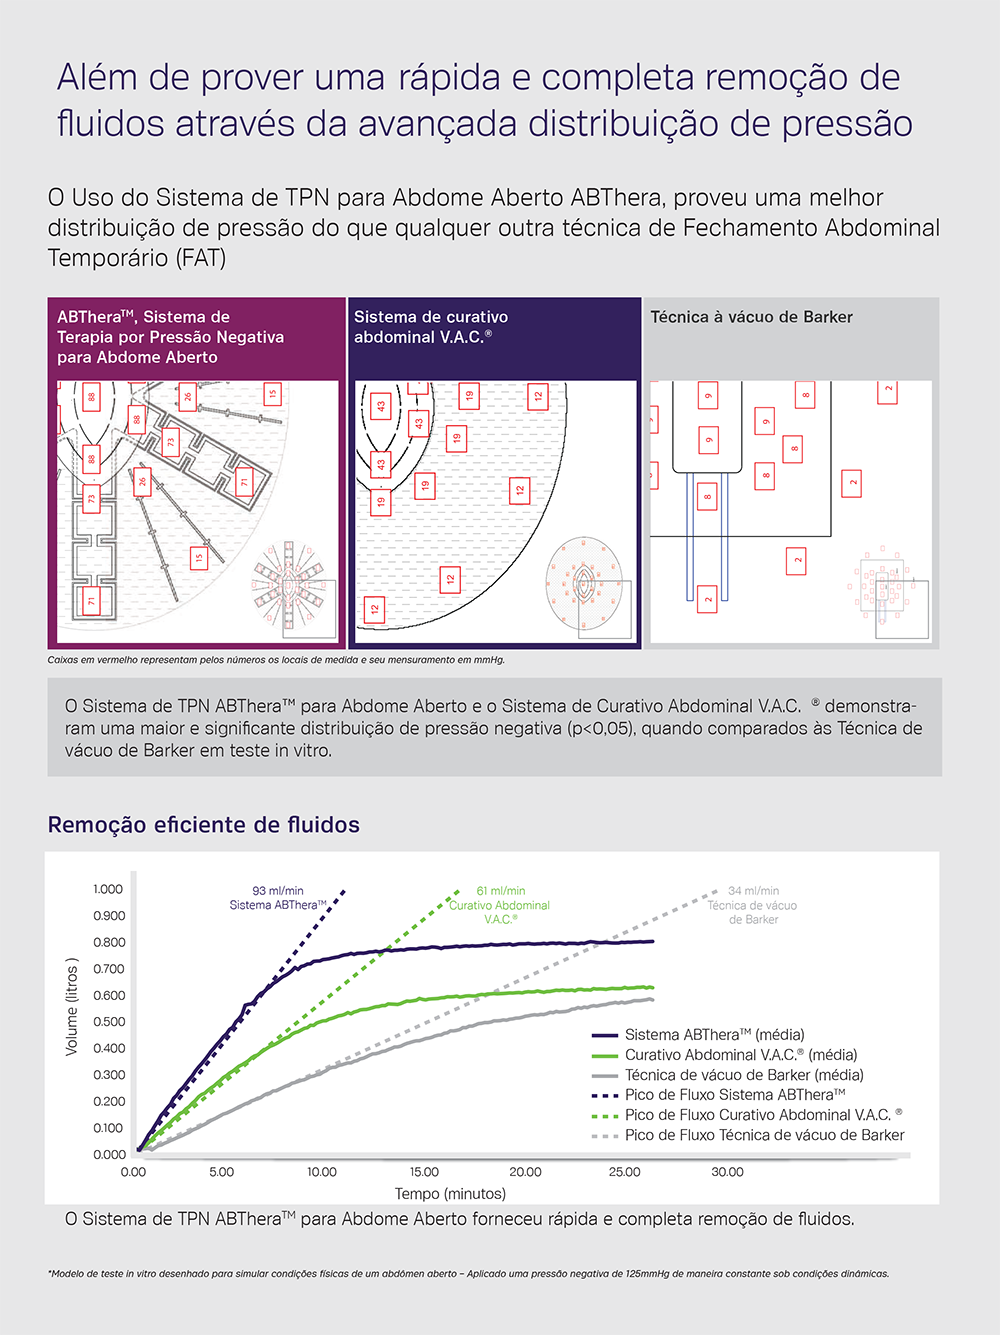 Além de prover uma rápida e completa remoção de
fluidos através da avançada distribuição de pressão
O Uso do Sistema de TPN para Abdome Aberto ABThera, proveu uma melhor
distribuição de pressão do que qualquer outra técnica de Fechamento Abdominal
Temporário (FAT)
ABThera™, Sistema de
Terapia por Pressão Negativa
para Abdome Aberto
88
26
15
88
73
88
26
73
71
15
71
Sistema de curativo
abdominal V.A.C.®
43
19
12
43
19
43
19
12
19
12
12
Técnica à vácuo de Barker
9
8
2
9
9
8
8
2
8
2
2
Caixas em vermelho representam pelos números os locais de medida e seu mensuramento em mmHg.
O Sistema de TPN ABThera™ para Abdome Aberto e o Sistema de Curativo Abdominal V.A.C. ® demonstra-
ram uma maior e significante distribuição de pressão negativa (p<0,05), quando comparados às Técnica de
vácuo de Barker em teste in vitro.
Remoção eficiente de fluidos
1.000
0.900
0.800
0.700
0.600
0.500
0.400
0.300
0.200
0.100
0.000
Volume (litros )
93 ml/min
Sistema ABThera™
61 ml/min
Curativo Abdominal
V.A.C.®
34 ml/min
Técnica de vácuo
de Barker
Sistema ABThera™ (média)
Curativo Abdominal V.A.C.® (média)
Técnica de vácuo de Barker (média)
Pico de Fluxo Sistema ABThera™
Pico de Fluxo Curativo Abdominal V.A.C. ®
Pico de Fluxo Técnica de vácuo de Barker
0.00 5.00 10.00 15.00 20.00 25.00 30.00
Tempo (minutos)
O Sistema de TPN ABThera™ para Abdome Aberto forneceu rápida e completa remoção de fluidos.
*Modelo de teste in vitro desenhado para simular condições físicas de um abdômen aberto – Aplicado uma pressão negativa de 125mmHg de maneira constante sob condições dinâmicas.